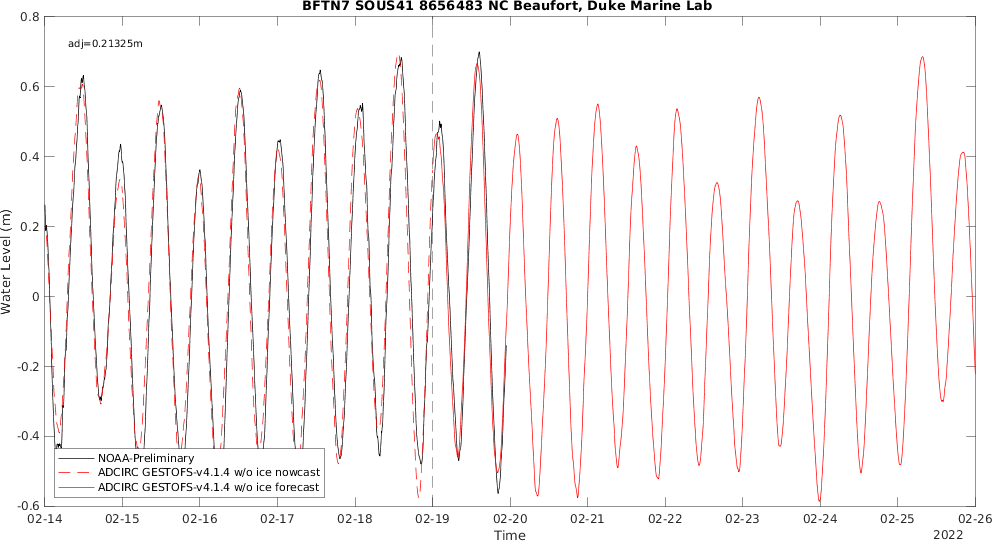 BFTN7 SOUS41 8656483 NC Beaufort, Duke Marine Lab
adj=0.21325m
0.8
0.6
0.4
0.2
0
-0.2
-0.4
-0.6
Water Level (m)
NOAA-Preliminary
ADCIRC GESTOFS-v4.1.4 w/o ice nowcast
ADCIRC GESTOFS-v4.1.4 w/o ice forecast
02-14 02-15 02-16 02-17 02-18 02-19 02-20 02-21 02-22 02-23 02-24 02-25 02-26
Time
2022